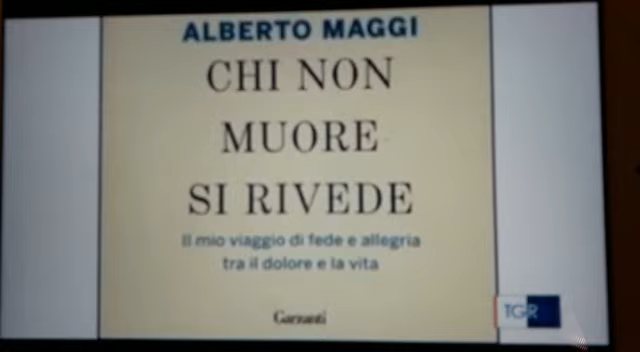 ALBERTO MAGGI
CHI NON
MUORE
SI RIVEDE
Il mio viaggio di fede e allegria
tra il dolore e la vita
Garzanti
TGR